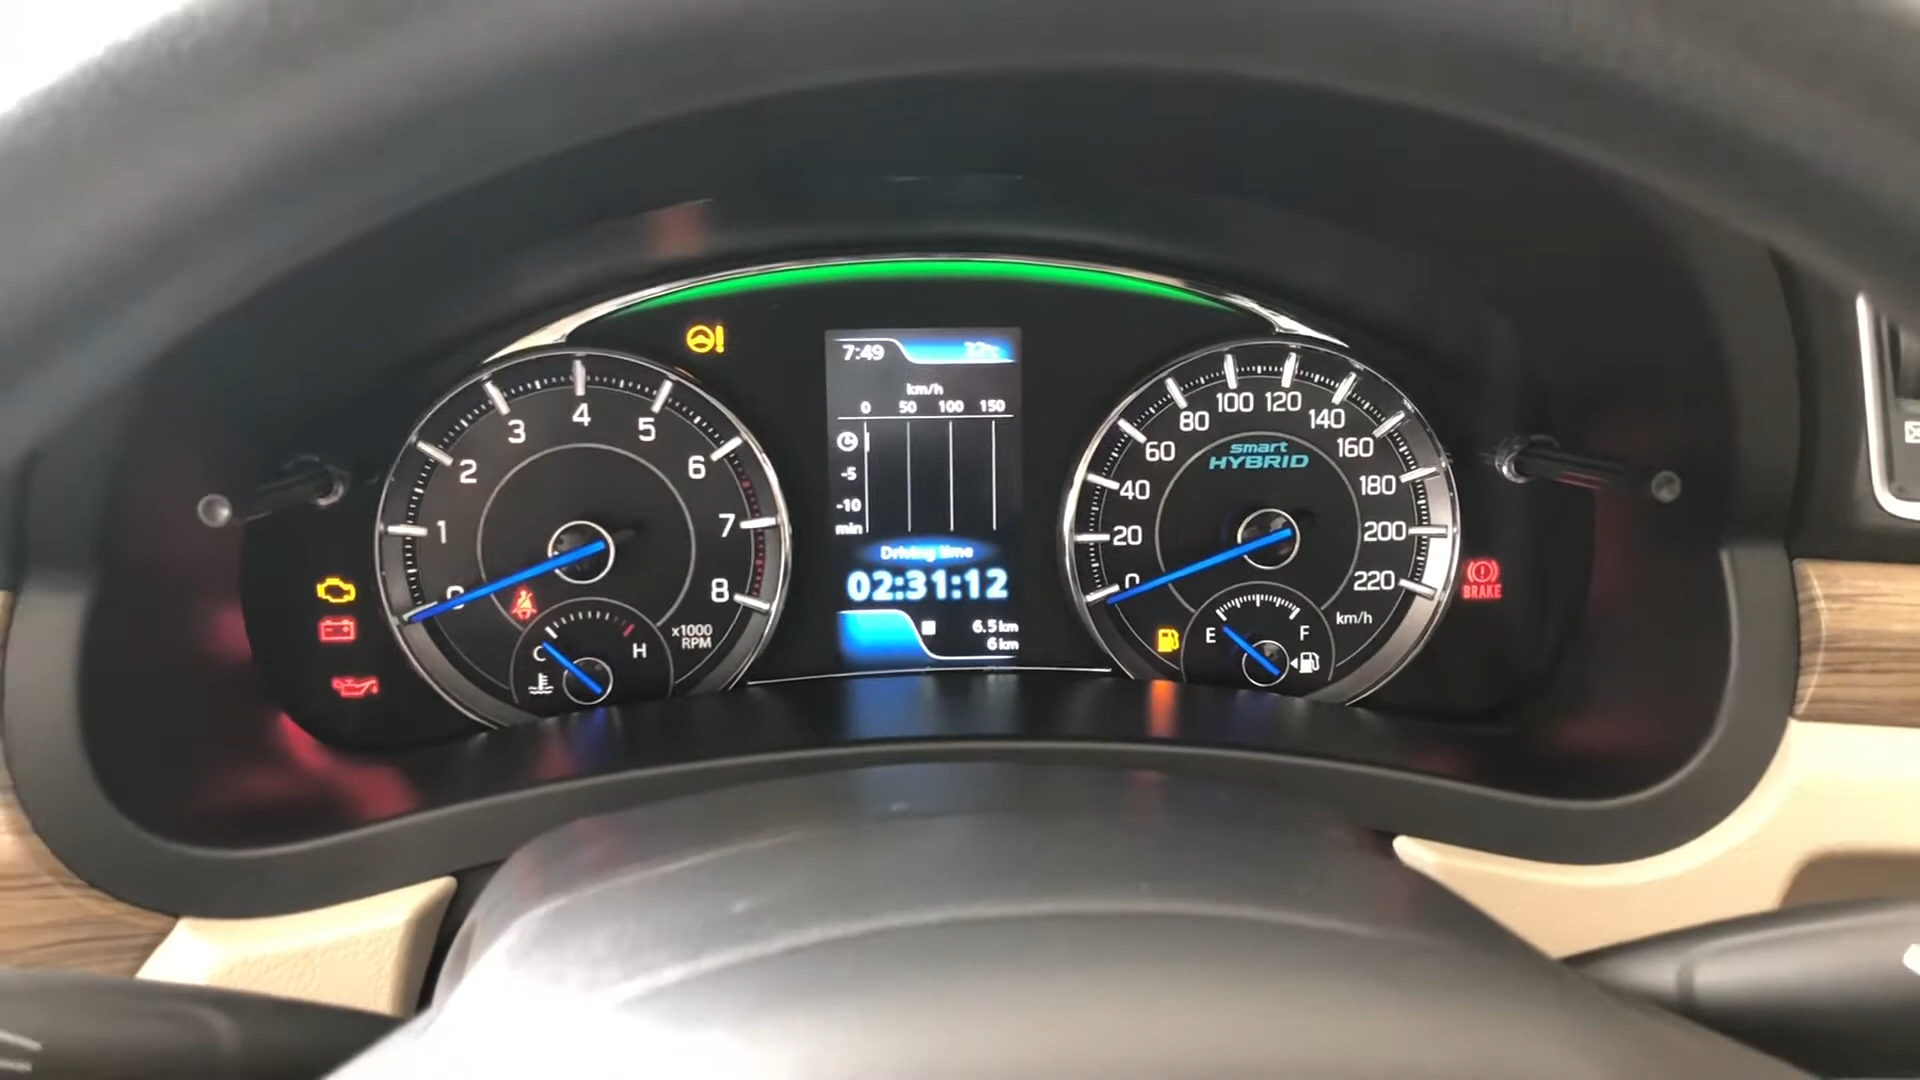 0
1
2
3
4
5
6
7
8
x1000
RPM
C
H
7:49
km/h
0 50 100 150
-5
-10
min
Driving time
02:31:12
6.5 km
6 km
0
20
40
60
80
100
120
140
160
180
200
220
smart
HYBRID
km/h
E
F
BRAKE